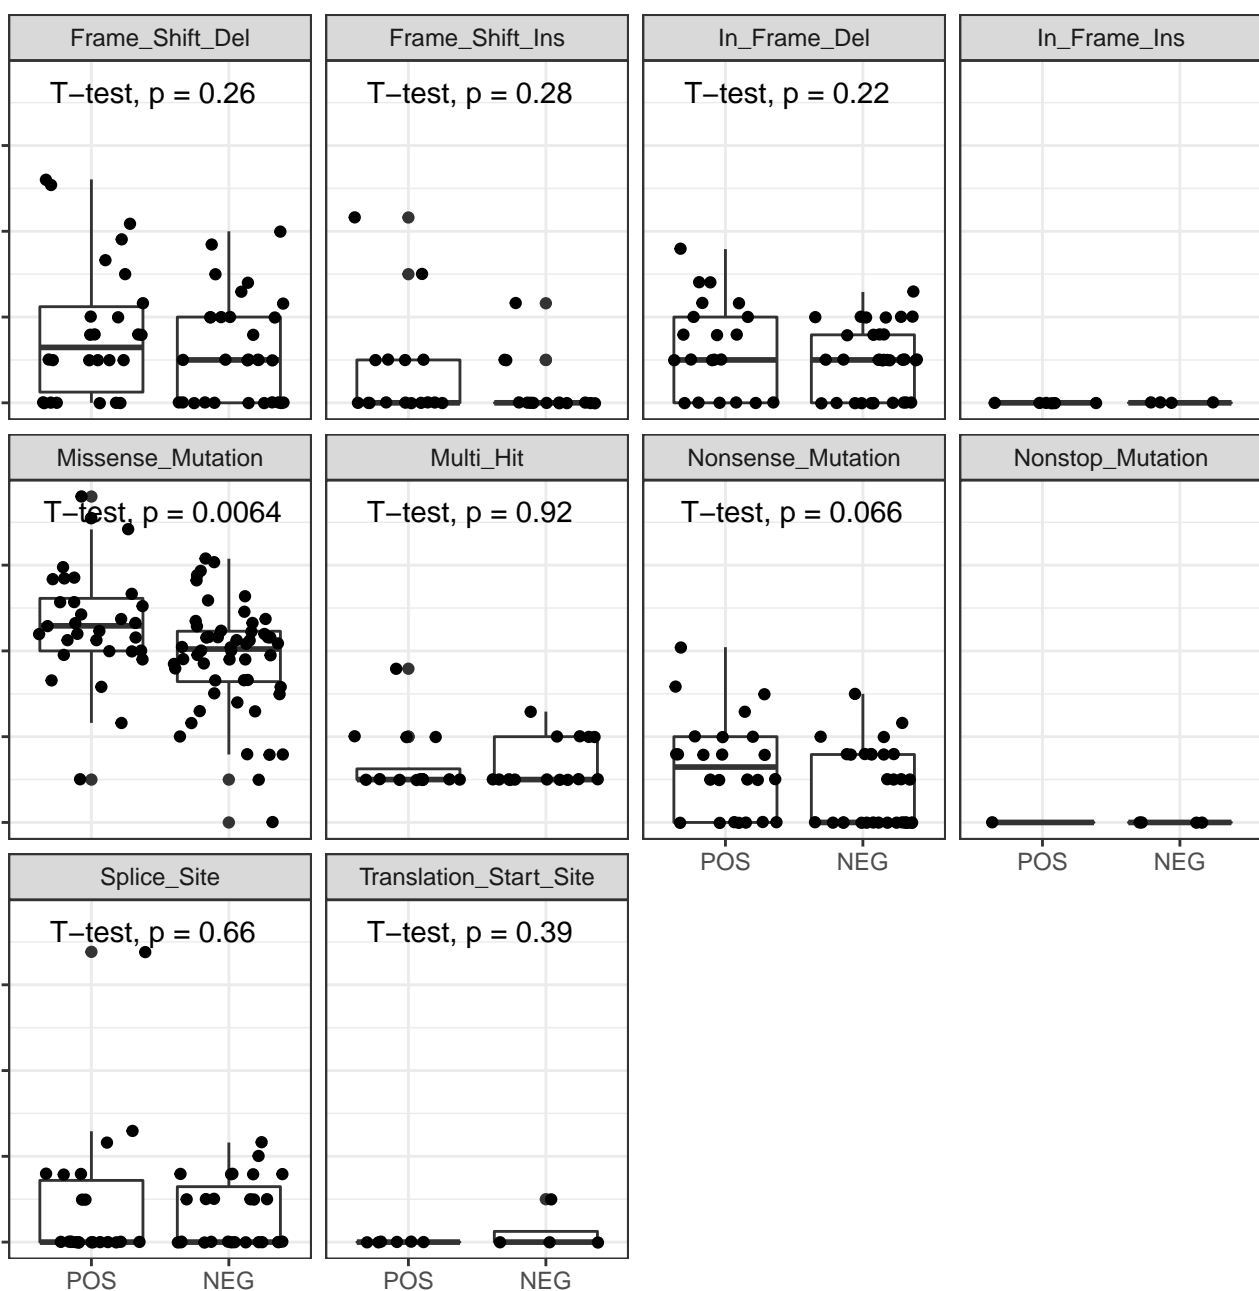 Frame_Shift_Del
Frame_Shift_Ins
In_Frame_Del
In_Frame_Ins
T−test, p = 0.26
T−test, p = 0.28
T−test, p = 0.22
Missense_Mutation
Multi_Hit
Nonsense_Mutation
Nonstop_Mutation
T−test, p = 0.0064
T−test, p = 0.92
T−test, p = 0.066
POS
NEG
POS
NEG
Splice_Site
Translation_Start_Site
T−test, p = 0.66
T−test, p = 0.39
POS
NEG
POS
NEG